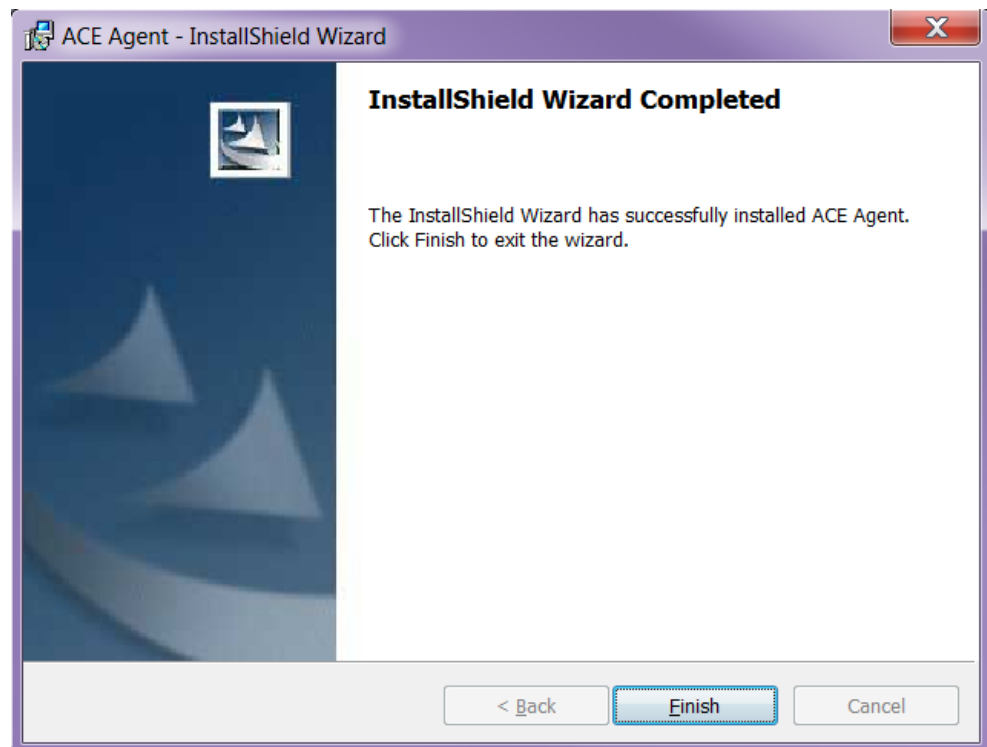 ACE Agent - InstallShield Wizard
InstallShield Wizard Completed
The InstallShield Wizard has successfully installed ACE Agent.
Click Finish to exit the wizard.
< Back
Finish
Cancel